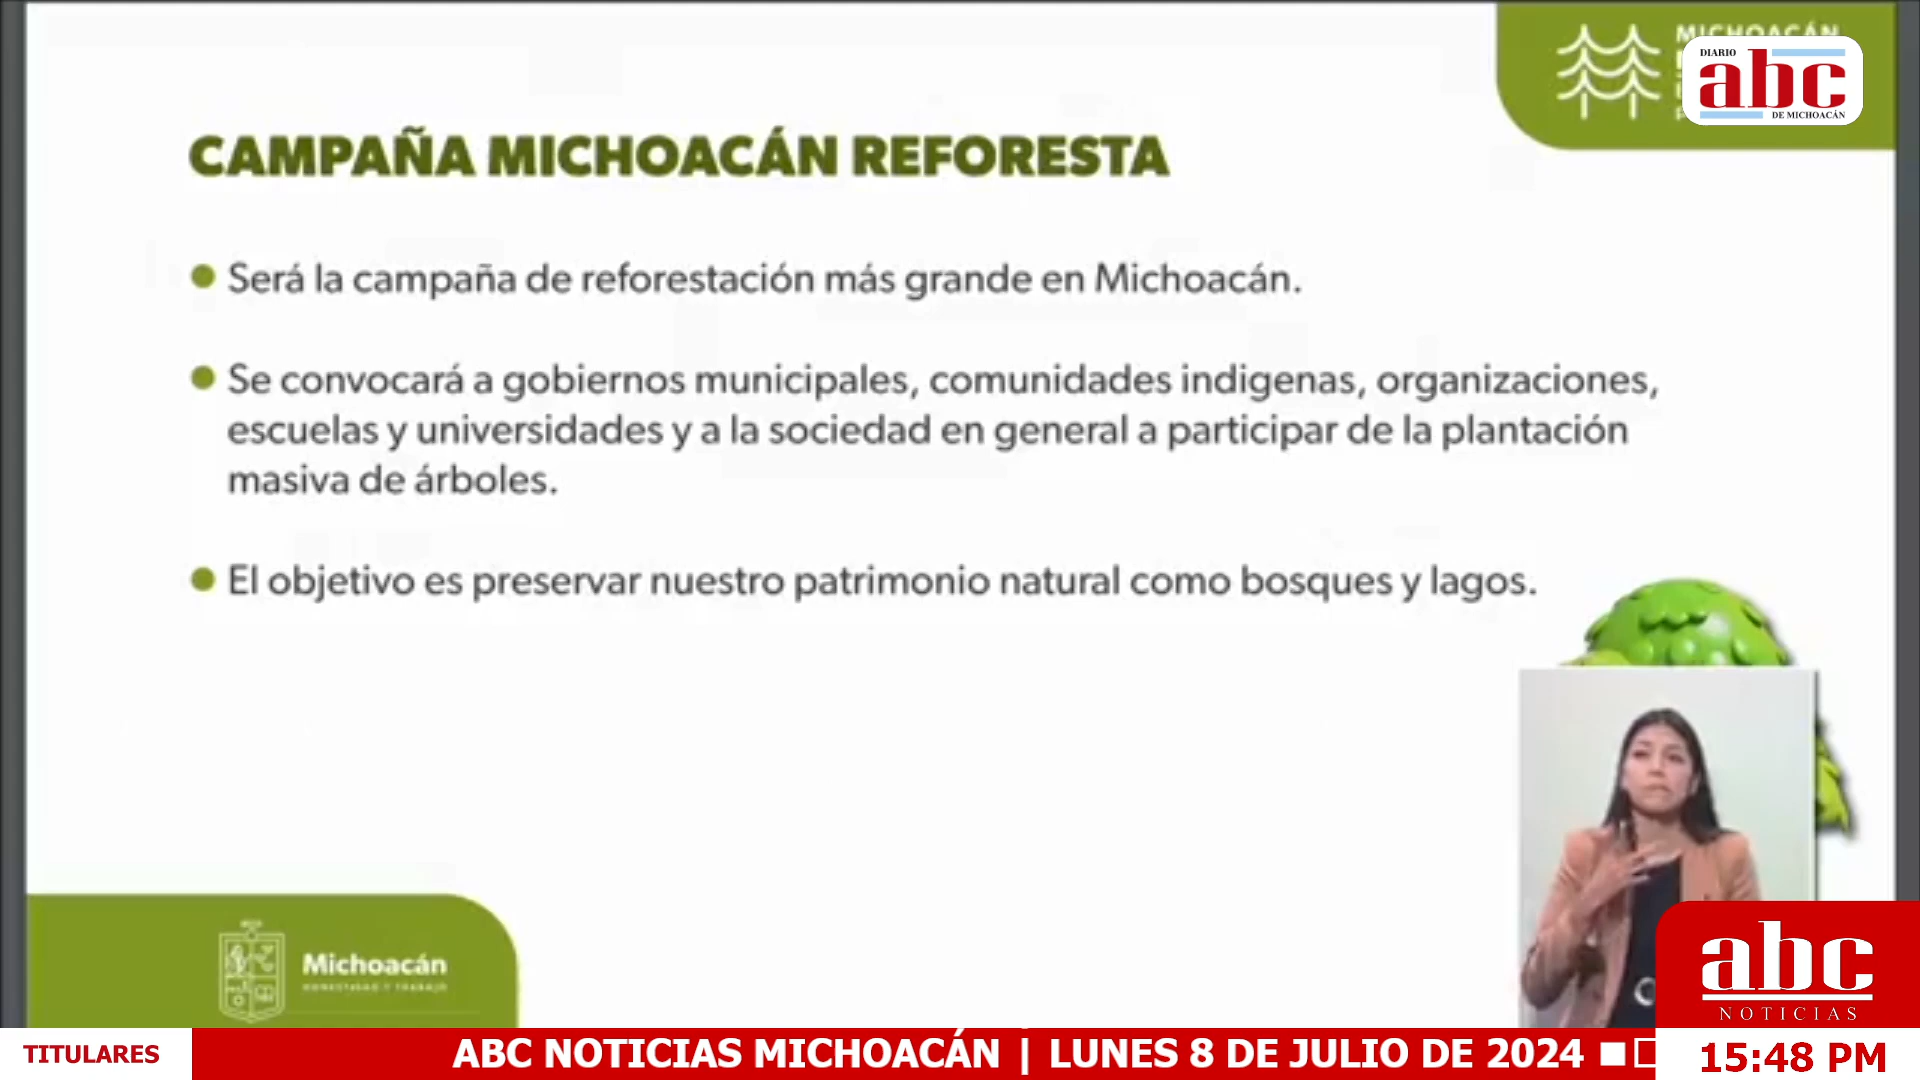 MICHOACÁN
DIARIO
abc
DE MICHOACÁN
CAMPAÑA MICHOACÁN REFORESTA
Será la campaña de reforestación más grande en Michoacán.
Se convocará a gobiernos municipales, comunidades indigenas, organizaciones,
escuelas y universidades y a la sociedad en general a participar de la plantación
masiva de árboles.
El objetivo es preservar nuestro patrimonio natural como bosques y lagos.
Michoacán
HONESTIDAD Y TRABAJO
abc
NOTICIAS
TITULARES
ABC NOTICIAS MICHOACÁN | LUNES 8 DE JULIO DE 2024
15:48 PM